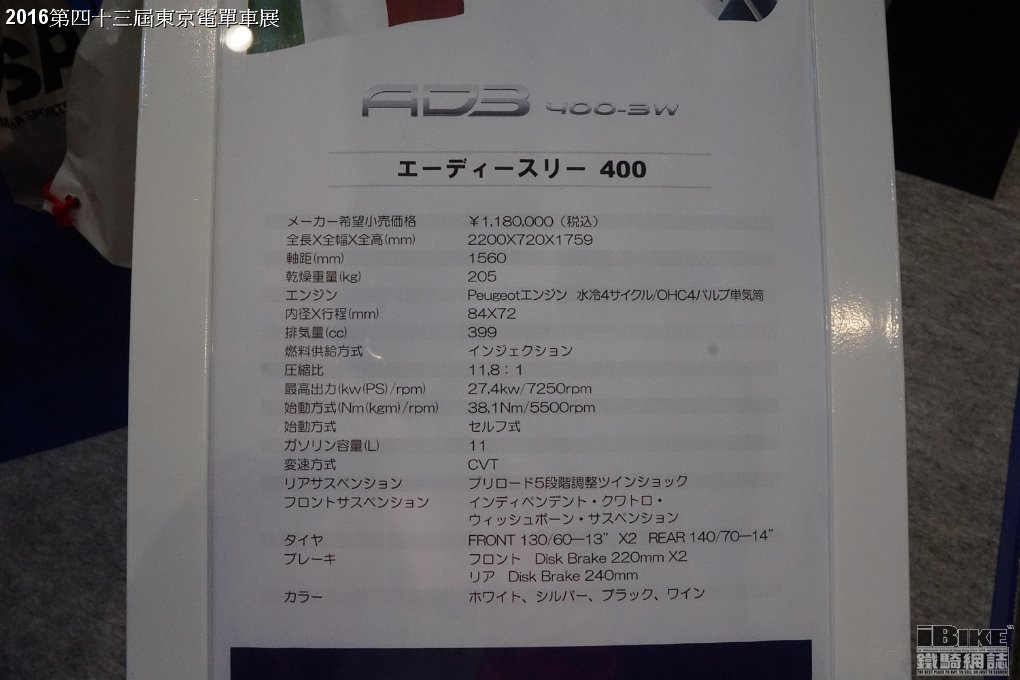 2016第四十三屆東京電單車展
SP
MA SPORTS
AD3 400-3W
エーディースリー 400
メーカー希望小売価格 ￥1,180,000（税込）
全長X全幅X全高(mm) 2200X720X1759
軸距(mm) 1560
乾燥重量(kg) 205
エンジン Peugeotエンジン 水冷4サイクル/OHC4バルブ単気筒
内径X行程(mm) 84X72
排気量(cc) 399
燃料供給方式 インジェクション
圧縮比 11,8：1
最高出力(kw(PS)/rpm) 27,4kw/7250rpm
始動方式(Nm(kgm)/rpm) 38,1Nm/5500rpm
始動方式 セルフ式
ガソリン容量(L) 11
変速方式 CVT
リアサスペンション プリロード5段階調整ツインショック
フロントサスペンション インディペンデント・クワトロ・
ウィッシュボーン・サスペンション
タイヤ FRONT 130/60—13” X2 REAR 140/70—14”
ブレーキ フロント Disk Brake 220mm X2
リア Disk Brake 240mm
カラー ホワイト、シルバー、ブラック、ワイン
iBIKE
鐵騎網誌